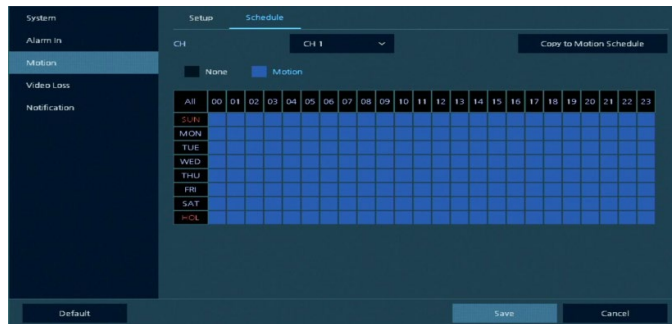 System
Alarm In
Motion
Video Loss
Notification
Setup Schedule
CH CH 1 Copy to Motion Schedule
None Motion
All 00 01 02 03 04 05 06 07 08 09 10 11 12 13 14 15 16 17 18 19 20 21 22 23
SUN
MON
TUE
WED
THU
FRI
SAT
HOL
Default Save Cancel